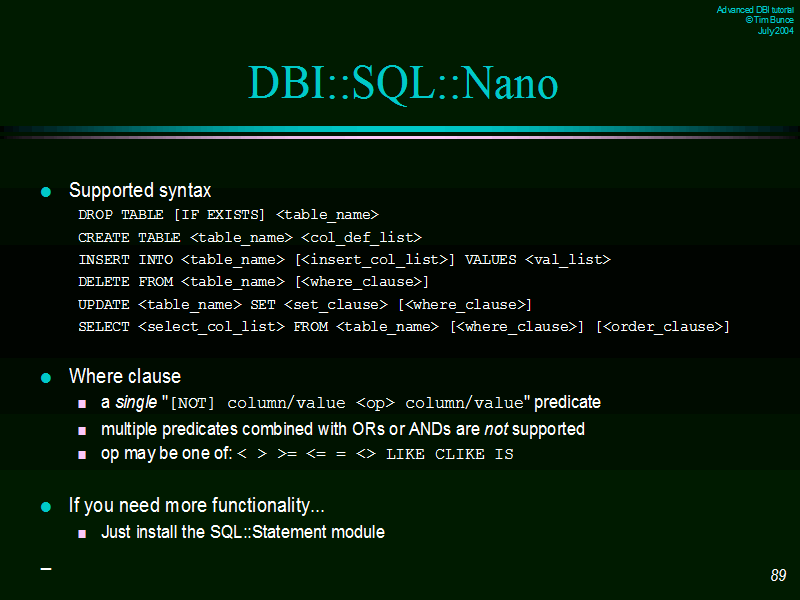 Advanced DBI tutorial
© Tim Bunce
July 2004
DBI::SQL::Nano
Supported syntax
DROP TABLE [IF EXISTS] <table_name>
CREATE TABLE <table_name> <col_def_list>
INSERT INTO <table_name> [<insert_col_list>] VALUES <val_list>
DELETE FROM <table_name> [<where_clause>]
UPDATE <table_name> SET <set_clause> [<where_clause>]
SELECT <select_col_list> FROM <table_name> [<where_clause>] [<order_clause>]
Where clause
a single "[NOT] column/value <op> column/value" predicate
multiple predicates combined with ORs or ANDs are not supported
op may be one of: < > >= <= = <> LIKE CLIKE IS
If you need more functionality...
Just install the SQL::Statement module
–
89